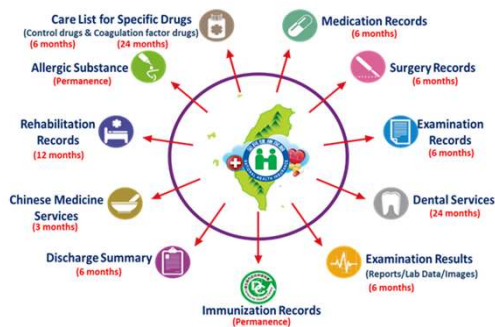 Care List for Specific Drugs
(Control drugs & Coagulation factor drugs)
(6 months) (24 months)
Medication Records
(6 months)
Allergic Substance
(Permanence)
Surgery Records
(6 months)
Rehabilitation
Records
(12 months)
Examination
Records
(6 months)
Chinese Medicine
Services
(3 months)
Dental Services
(24 months)
Discharge Summary
(6 months)
Examination Results
(Reports/Lab Data/Images)
(6 months)
Immunization Records
(Permanence)